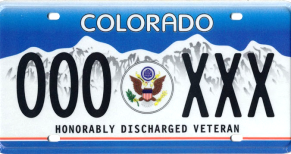 COLORADO
000 XXX
HONORABLY DISCHARGED VETERAN